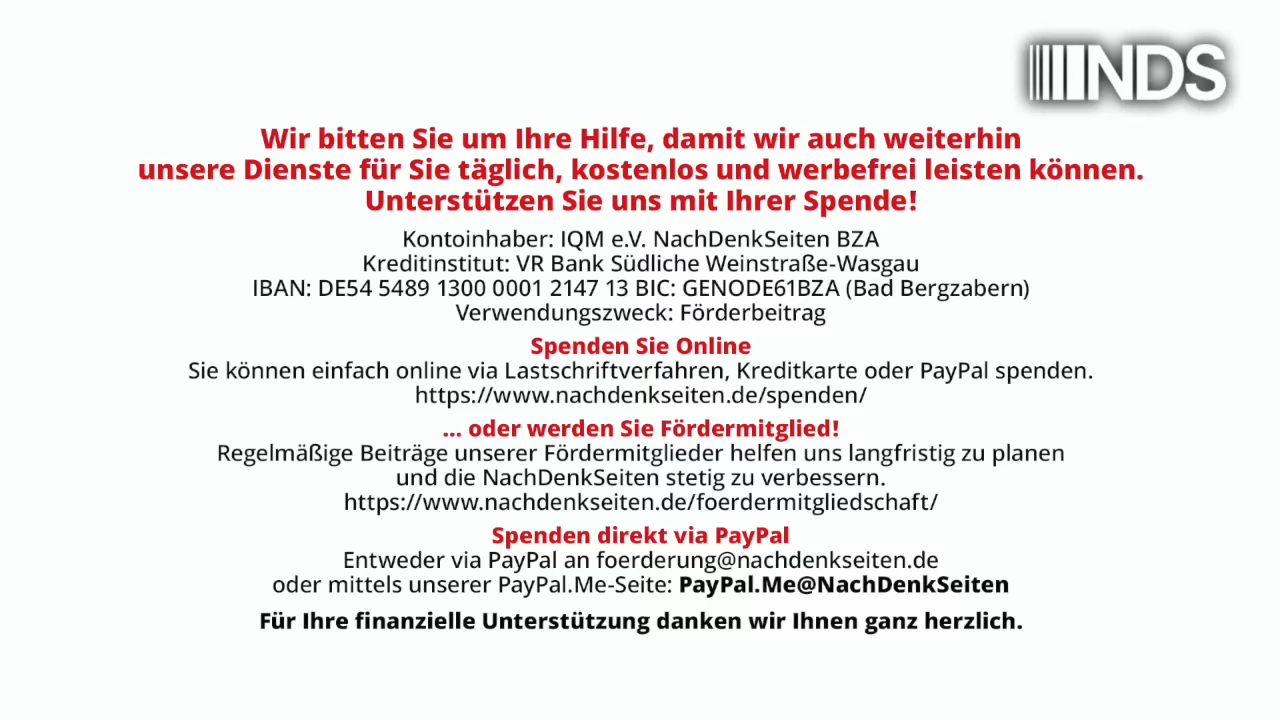 NDS
Wir bitten Sie um Ihre Hilfe, damit wir auch weiterhin
unsere Dienste für Sie täglich, kostenlos und werbefrei leisten können.
Unterstützen Sie uns mit Ihrer Spende!
Kontoinhaber: IQM e.V. NachDenkSeiten BZA
Kreditinstitut: VR Bank Südliche Weinstraße-Wasgau
IBAN: DE54 5489 1300 0001 2147 13 BIC: GENODE61BZA (Bad Bergzabern)
Verwendungszweck: Förderbeitrag
Spenden Sie Online
Sie können einfach online via Lastschriftverfahren, Kreditkarte oder PayPal spenden.
https://www.nachdenkseiten.de/spenden/
... oder werden Sie Fördermitglied!
Regelmäßige Beiträge unserer Fördermitglieder helfen uns langfristig zu planen
und die NachDenkSeiten stetig zu verbessern.
https://www.nachdenkseiten.de/foerdermitgliedschaft/
Spenden direkt via PayPal
Entweder via PayPal an foerderung@nachdenkseiten.de
oder mittels unserer PayPal.Me-Seite: PayPal.Me@NachDenkSeiten
Für Ihre finanzielle Unterstützung danken wir Ihnen ganz herzlich.